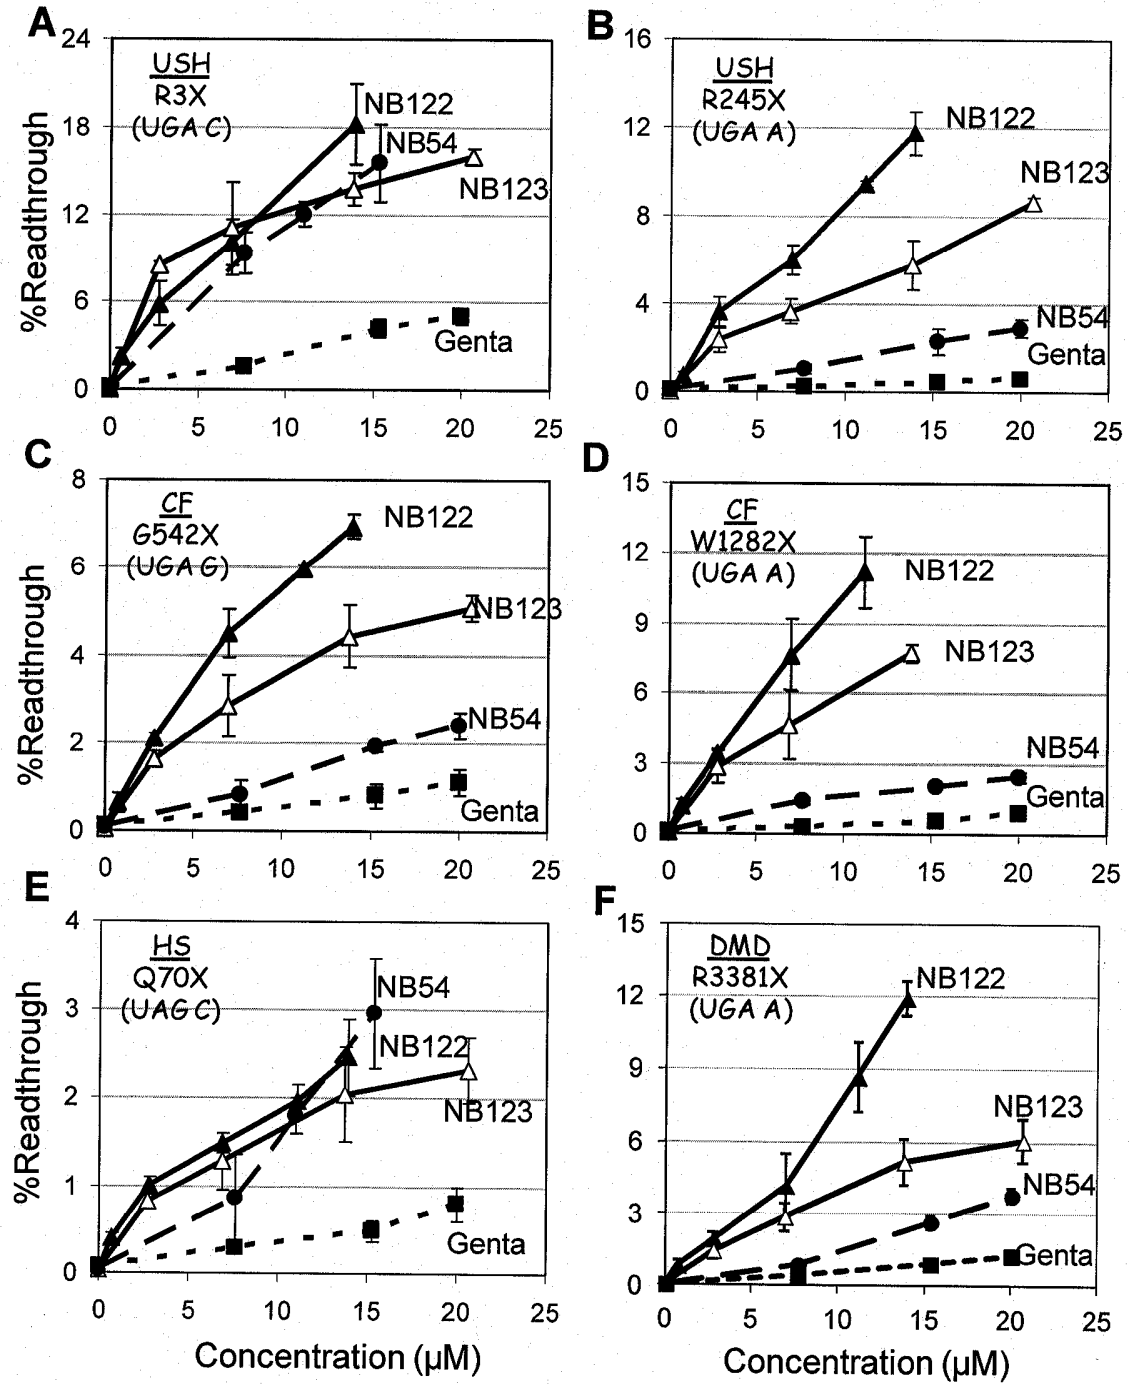 A
24
18
12
6
0
%Readthrough
USH
R3X
(UGA C)
NB122
NB54
NB123
Genta
0 5 10 15 20 25
B
16
12
8
4
0
USH
R245X
(UGA A)
NB122
NB123
NB54
Genta
0 5 10 15 20 25
C
8
6
4
2
0
%Readthrough
CF
G542X
(UGA G)
NB122
NB123
NB54
Genta
0 5 10 15 20 25
D
15
12
9
6
3
0
CF
W1282X
(UGA A)
NB122
NB123
NB54
Genta
0 5 10 15 20 25
E
4
3
2
1
0
%Readthrough
HS
Q70X
(UAG C)
NB54
NB122
NB123
Genta
0 5 10 15 20 25
Concentration (µM)
F
15
12
9
6
3
0
DMD
R3381X
(UGA A)
NB122
NB123
NB54
Genta
0 5 10 15 20 25
Concentration (µM)